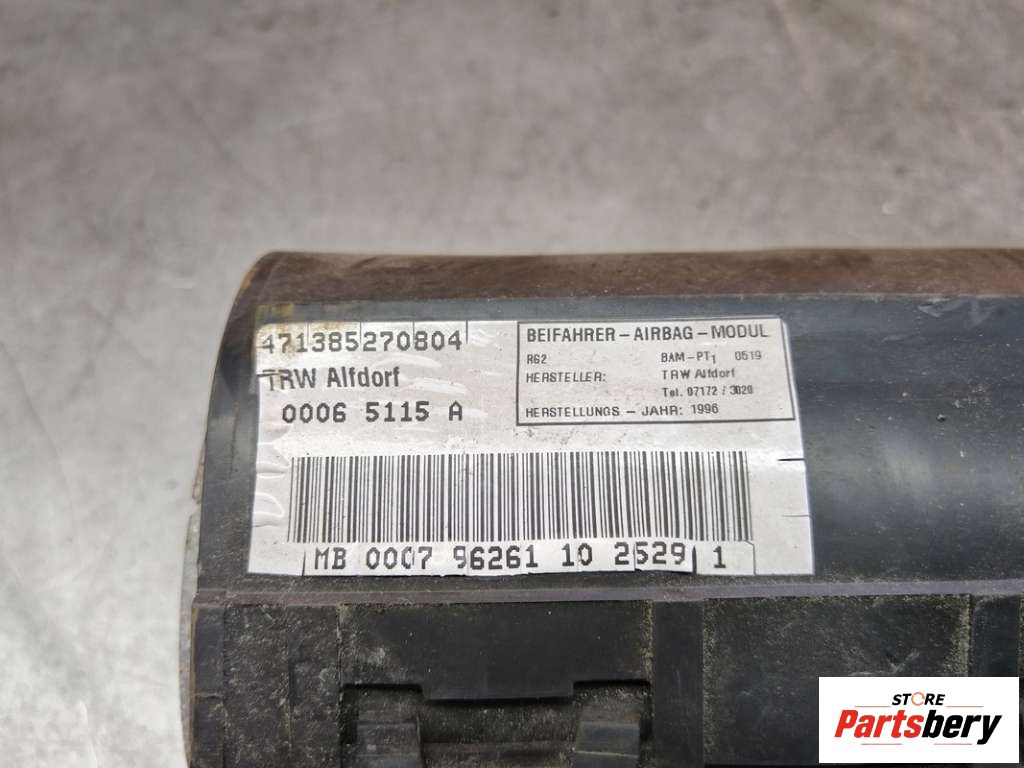 471385270804
TRW Alfdorf
0006 5115 A
BEIFAHRER-AIRBAG-MODUL
RG2 BAM-PT1 0519
HERSTELLER: TRW Alfdorf
Tel. 07172 / 3020
HERSTELLUNGS - JAHR: 1996
MB 0007 96261 10 2529 1
STORE
Partsbery